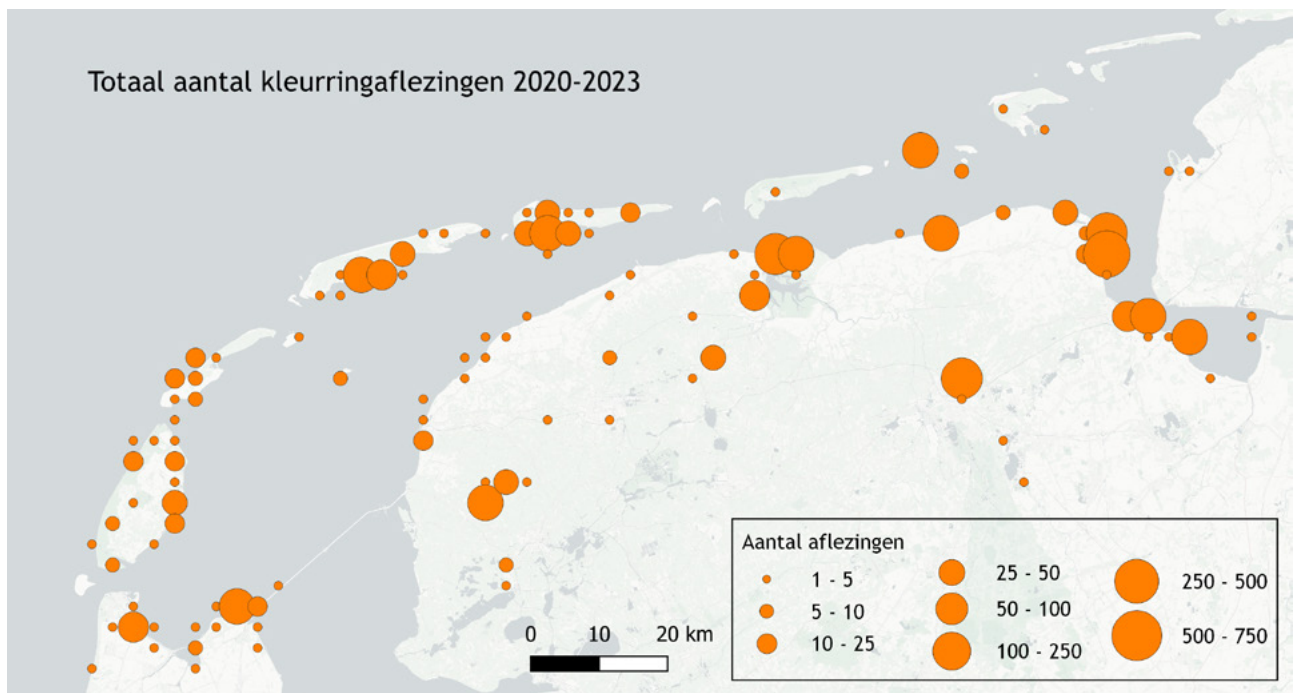 Totaal aantal kleurringaflezingen 2020-2023
Aantal aflezingen
1 - 5
5 - 10
10 - 25
25 - 50
50 - 100
100 - 250
250 - 500
500 - 750
0 10 20 km